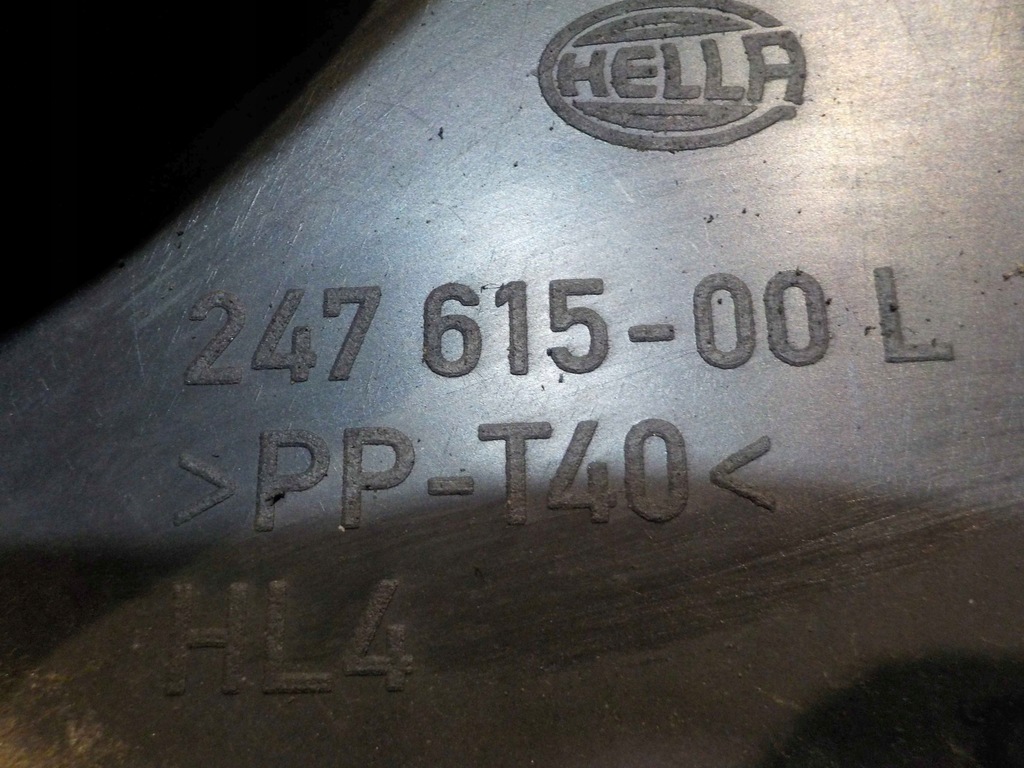 HELLA
247 615-00 L
>PP-T40<
HL4